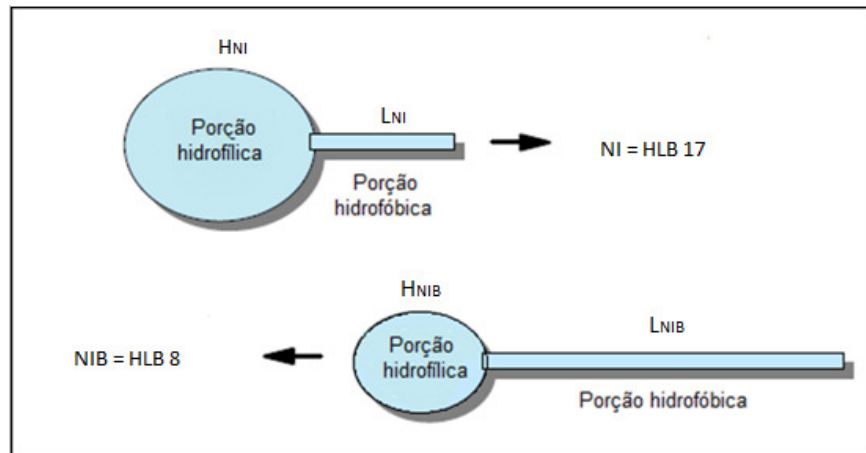 HNI
Porção
hidrofílica
LNI
Porção
hidrofóbica
NI = HLB 17
HNIB
LNIB
NIB = HLB 8
Porção
hidrofílica
Porção hidrofóbica